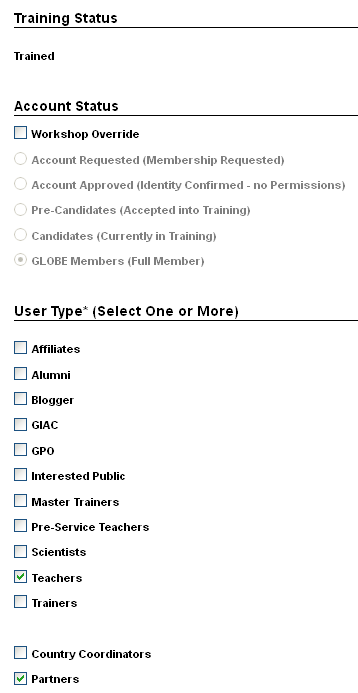 Training Status
Trained
Account Status
Workshop Override
Account Requested (Membership Requested)
Account Approved (Identity Confirmed - no Permissions)
Pre-Candidates (Accepted into Training)
Candidates (Currently in Training)
GLOBE Members (Full Member)
User Type* (Select One or More)
Affiliates
Alumni
Blogger
GIAC
GPO
Interested Public
Master Trainers
Pre-Service Teachers
Scientists
Teachers
Trainers
Country Coordinators
Partners